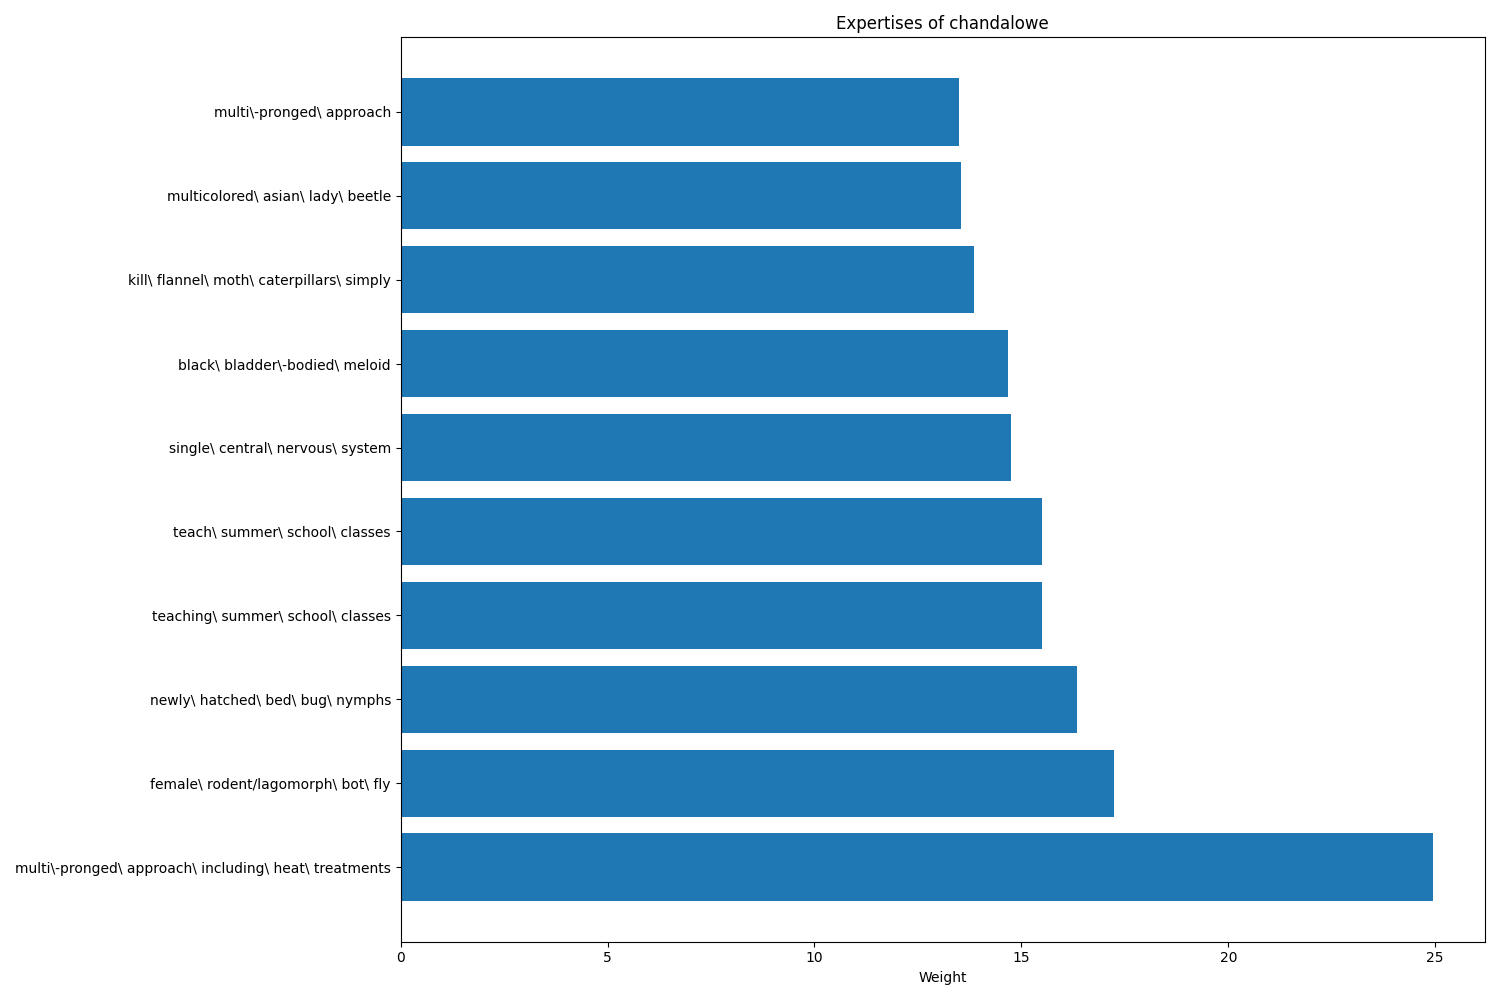 Expertises of chandalowe
multi\-pronged\ approach
multicolored\ asian\ lady\ beetle
kill\ flannel\ moth\ caterpillars\ simply
black\ bladder\-bodied\ meloid
single\ central\ nervous\ system
teach\ summer\ school\ classes
teaching\ summer\ school\ classes
newly\ hatched\ bed\ bug\ nymphs
female\ rodent/lagomorph\ bot\ fly
multi\-pronged\ approach\ including\ heat\ treatments
0 5 10 15 20 25
Weight